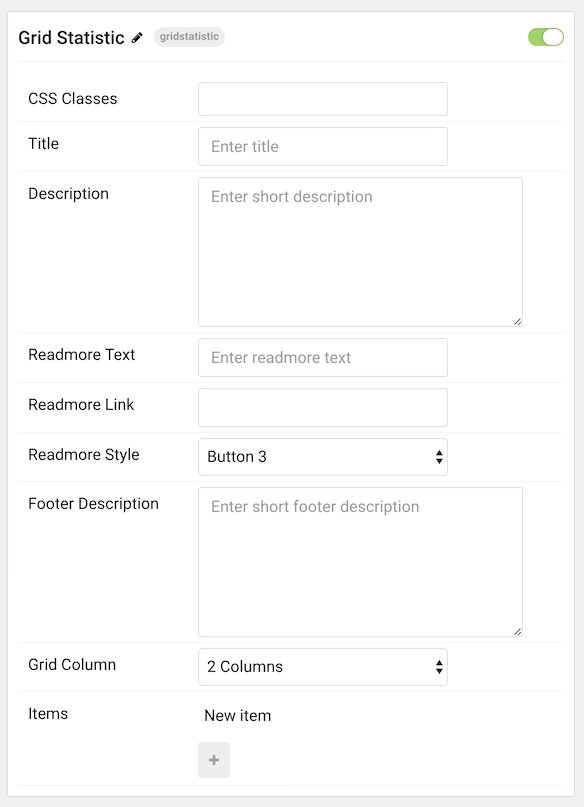 Grid Statistic gridstatistic
CSS Classes
Title Enter title
Description Enter short description
Readmore Text Enter readmore text
Readmore Link
Readmore Style Button 3
Footer Description Enter short footer description
Grid Column 2 Columns
Items New item
+